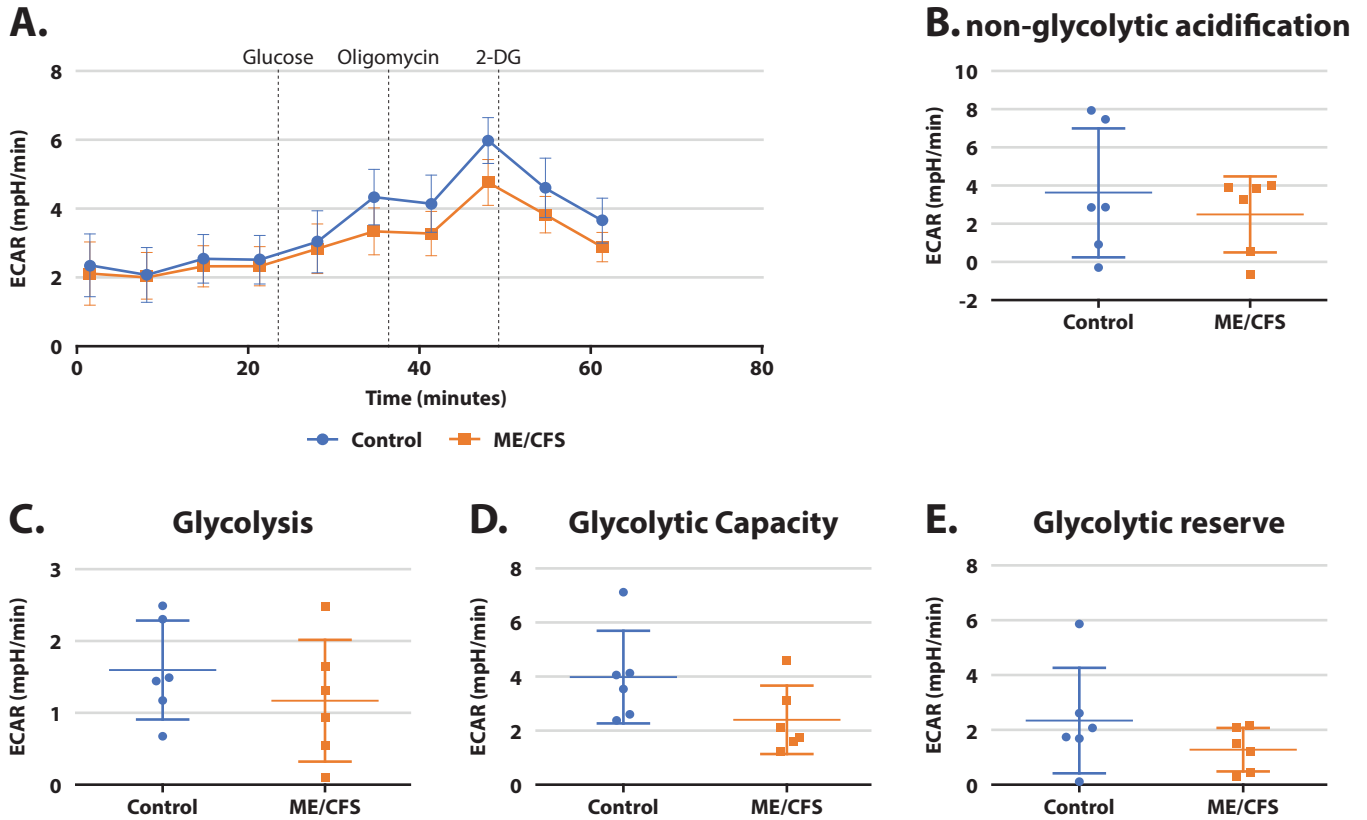 A.
Glucose Oligomycin 2-DG
ECAR (mpH/min)
8
6
4
2
0
0 20 40 60 80
Time (minutes)
Control ME/CFS
B. non-glycolytic acidification
ECAR (mpH/min)
10
8
6
4
2
0
-2
Control ME/CFS
C. Glycolysis
ECAR (mpH/min)
3
2
1
0
Control ME/CFS
D. Glycolytic Capacity
ECAR (mpH/min)
8
6
4
2
0
Control ME/CFS
E. Glycolytic reserve
ECAR (mpH/min)
8
6
4
2
0
Control ME/CFS